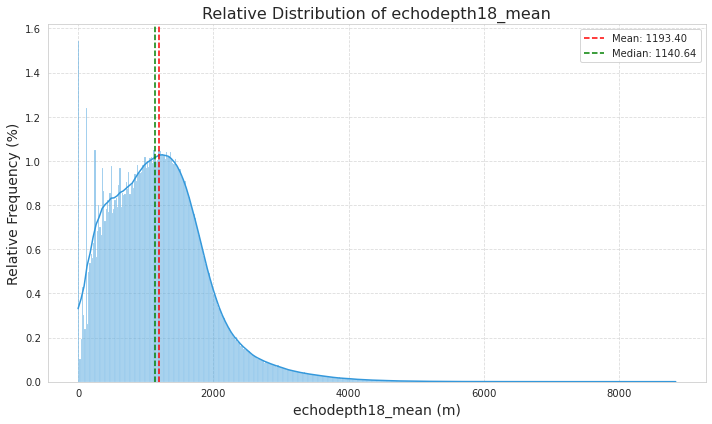 Relative Distribution of echodepth18_mean
Mean: 1193.40
Median: 1140.64
Relative Frequency (%)
1.6
1.4
1.2
1.0
0.8
0.6
0.4
0.2
0.0
0
2000
4000
6000
8000
echodepth18_mean (m)